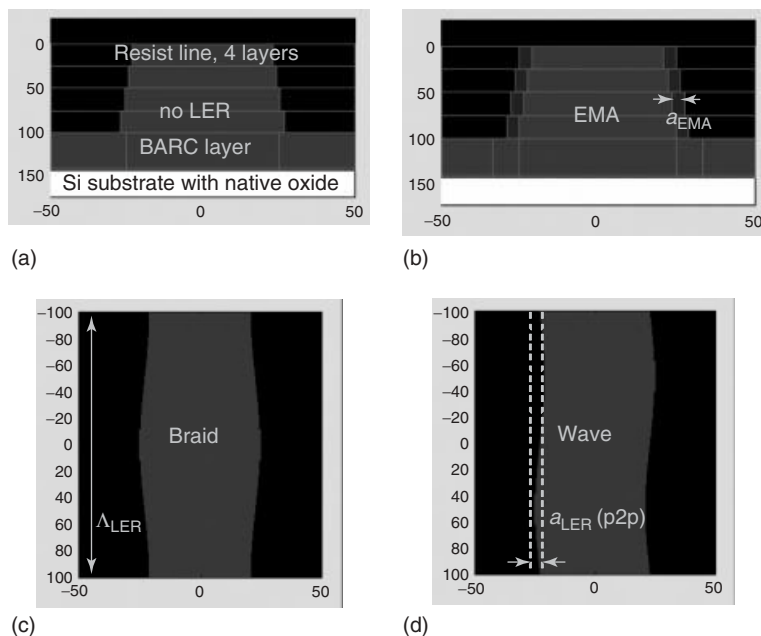 0
50
100
150
Resist line, 4 layers
no LER
BARC layer
Si substrate with native oxide
−50 0 50
(a)
0
50
100
150
EMA
a_EMA
−50 0 50
(b)
−100
−80
−60
−40
−20
0
20
40
60
80
100
Braid
Λ_LER
−50 0 50
(c)
−100
−80
−60
−40
−20
0
20
40
60
80
100
Wave
a_LER (p2p)
−50 0 50
(d)